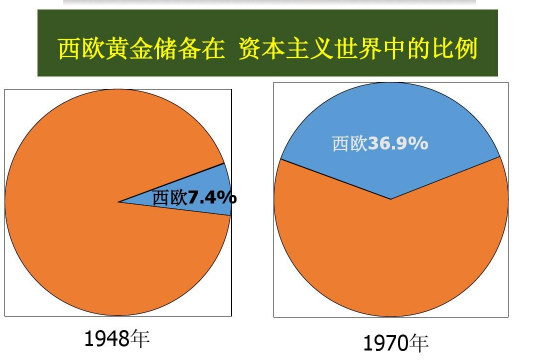 西欧黄金储备在 资本主义世界中的比例
西欧7.4%
西欧36.9%
1948年
1970年